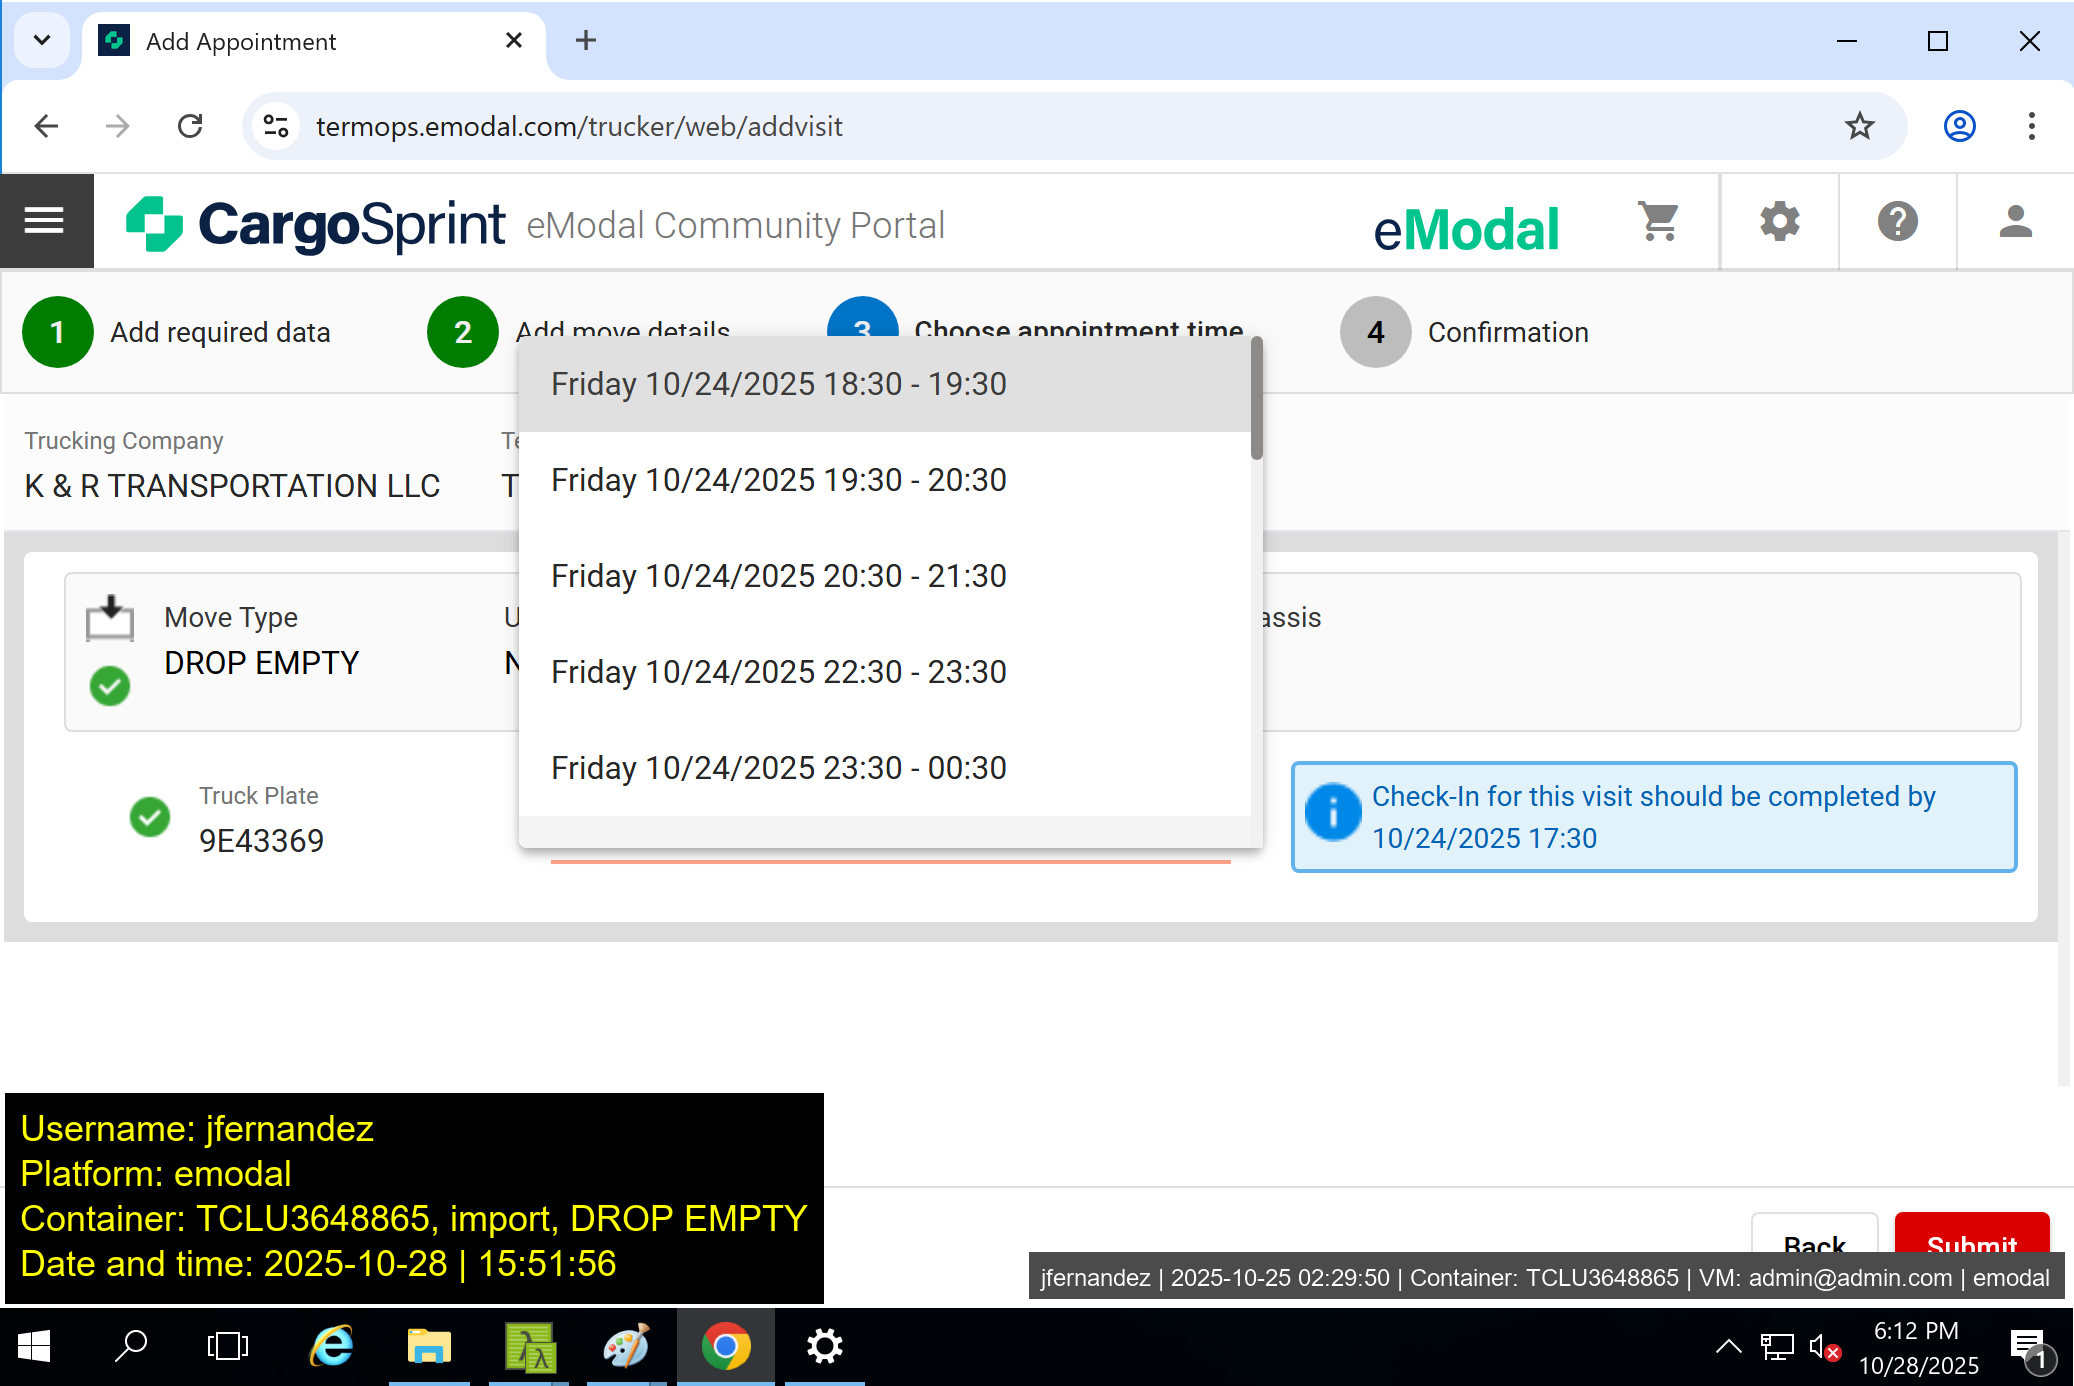 Add Appointment
termops.emodal.com/trucker/web/addvisit
CargoSprint eModal Community Portal
eModal
1 Add required data
2 Add move details
3 Choose appointment time
4 Confirmation
Friday 10/24/2025 18:30 - 19:30
Friday 10/24/2025 19:30 - 20:30
Friday 10/24/2025 20:30 - 21:30
Friday 10/24/2025 22:30 - 23:30
Friday 10/24/2025 23:30 - 00:30
Trucking Company
K & R TRANSPORTATION LLC
Move Type
DROP EMPTY
assis
Truck Plate
9E43369
Check-In for this visit should be completed by
10/24/2025 17:30
Back
Submit
Username: jfernandez
Platform: emodal
Container: TCLU3648865, import, DROP EMPTY
Date and time: 2025-10-28 | 15:51:56
jfernandez | 2025-10-25 02:29:50 | Container: TCLU3648865 | VM: admin@admin.com | emodal
6:12 PM
10/28/2025
1